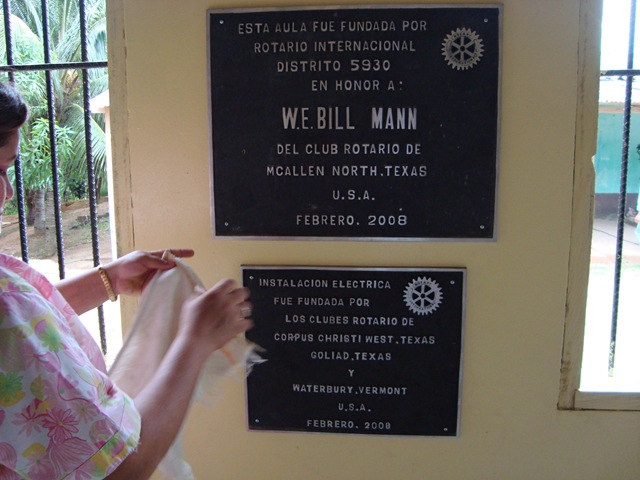 ESTA AULA FUE FUNDADA POR
ROTARIO INTERNACIONAL
DISTRITO 5930
EN HONOR A:
W.E. BILL MANN
DEL CLUB ROTARIO DE
MCALLEN NORTH, TEXAS
U.S.A.
FEBRERO. 2008
INSTALACION ELECTRICA
FUE FUNDADA POR
LOS CLUBES ROTARIO DE
CORPUS CHRISTI WEST, TEXAS
GOLIAD, TEXAS
Y
WATERBURY, VERMONT
U.S.A.
FEBRERO. 2008